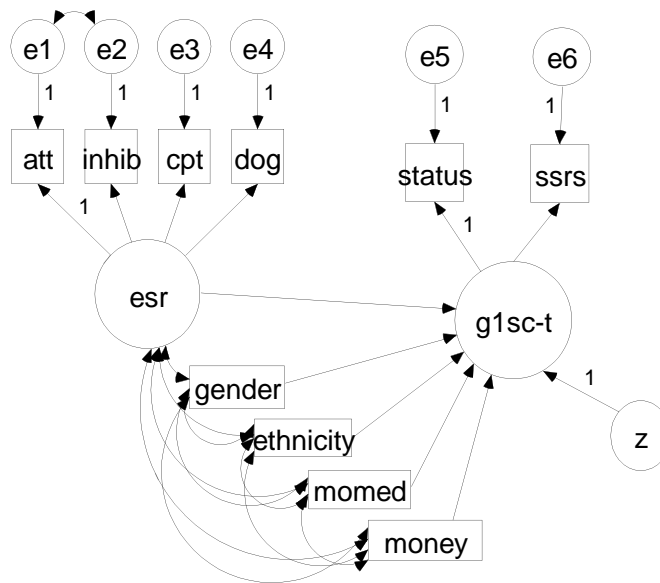 e1 e2 e3 e4 e5 e6
1 1 1 1 1 1
att inhib cpt dog status ssrs
1 1
esr g1sc-t
gender
1
ethnicity
z
momed
money